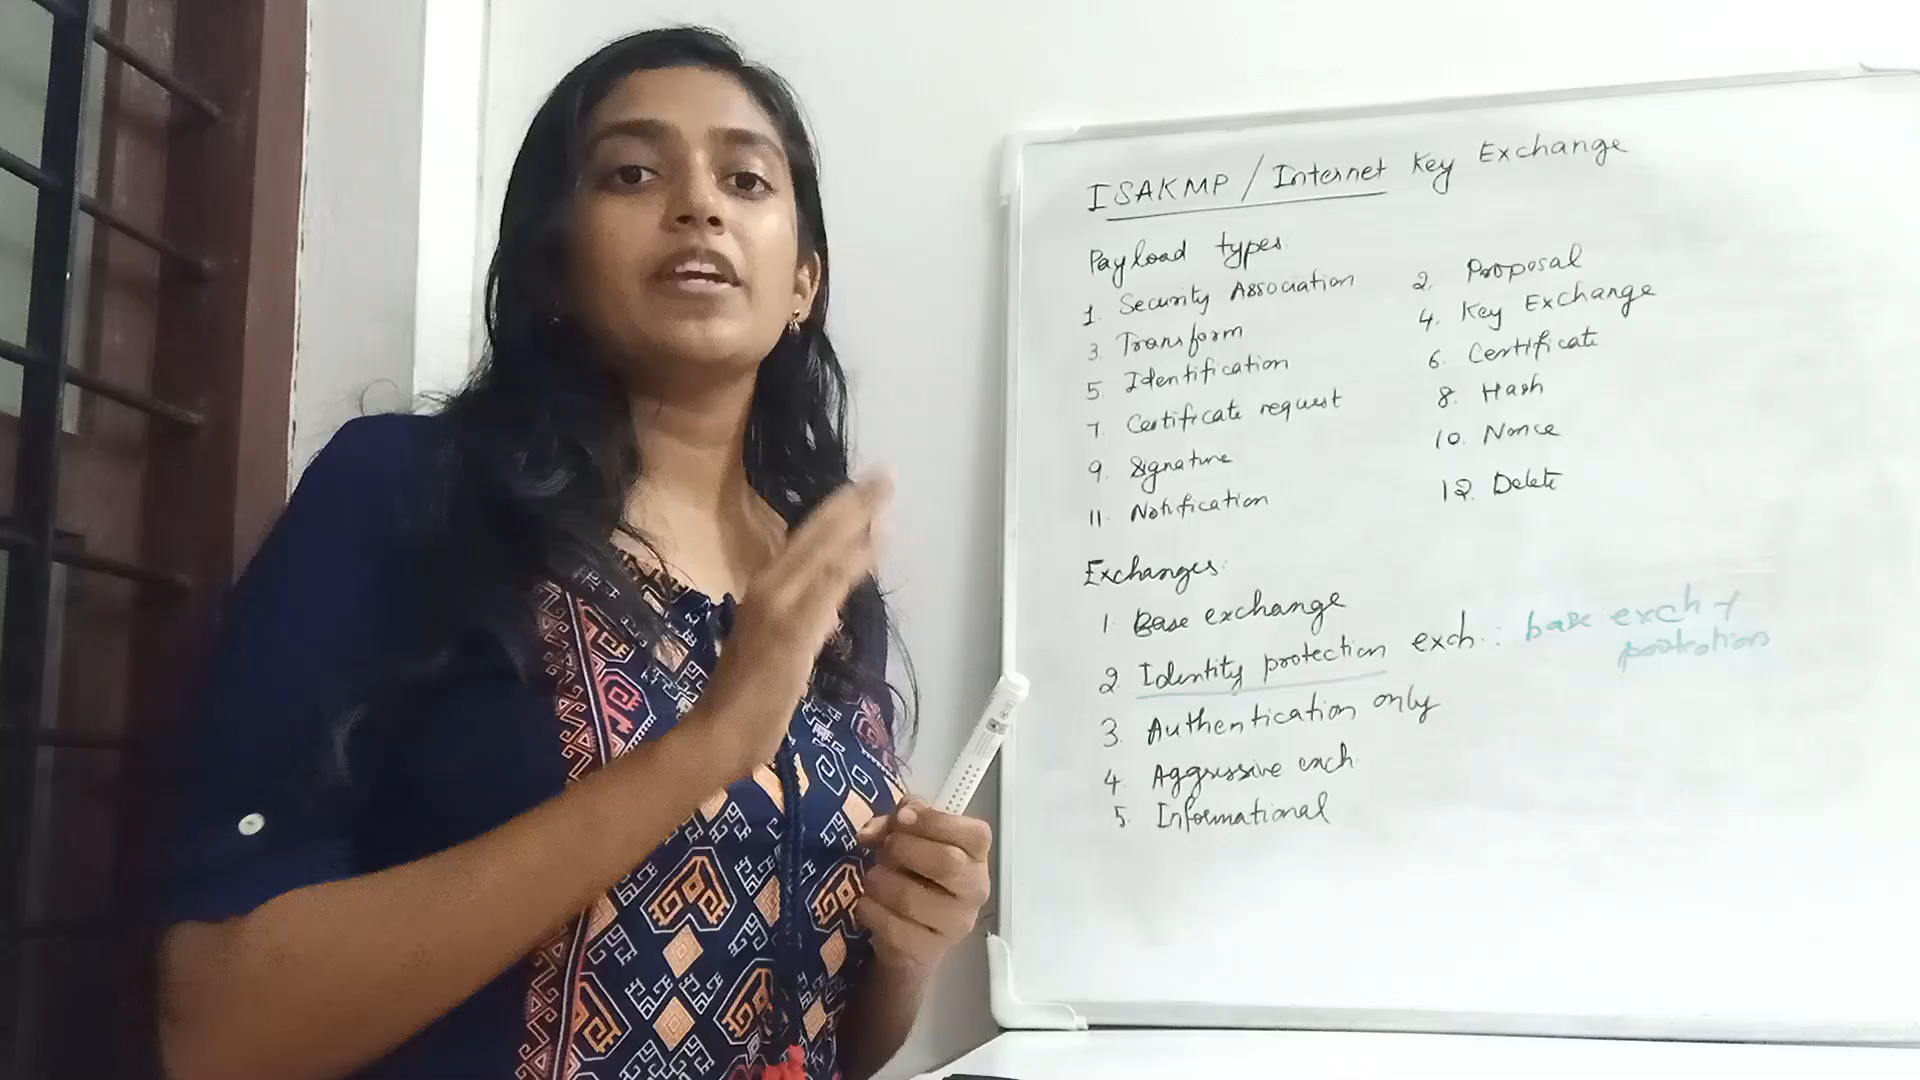 ISAKMP / Internet Key Exchange
Payload types:
1. Security Association 2. Proposal
3. Transform 4. Key Exchange
5. Identification 6. Certificate
7. Certificate request 8. Hash
9. Signature 10. Nonce
11. Notification 12. Delete
Exchanges:
1. Base exchange
2. Identity protection exch. : base exch +
protection
3. Authentication only
4. Aggressive exch
5. Informational